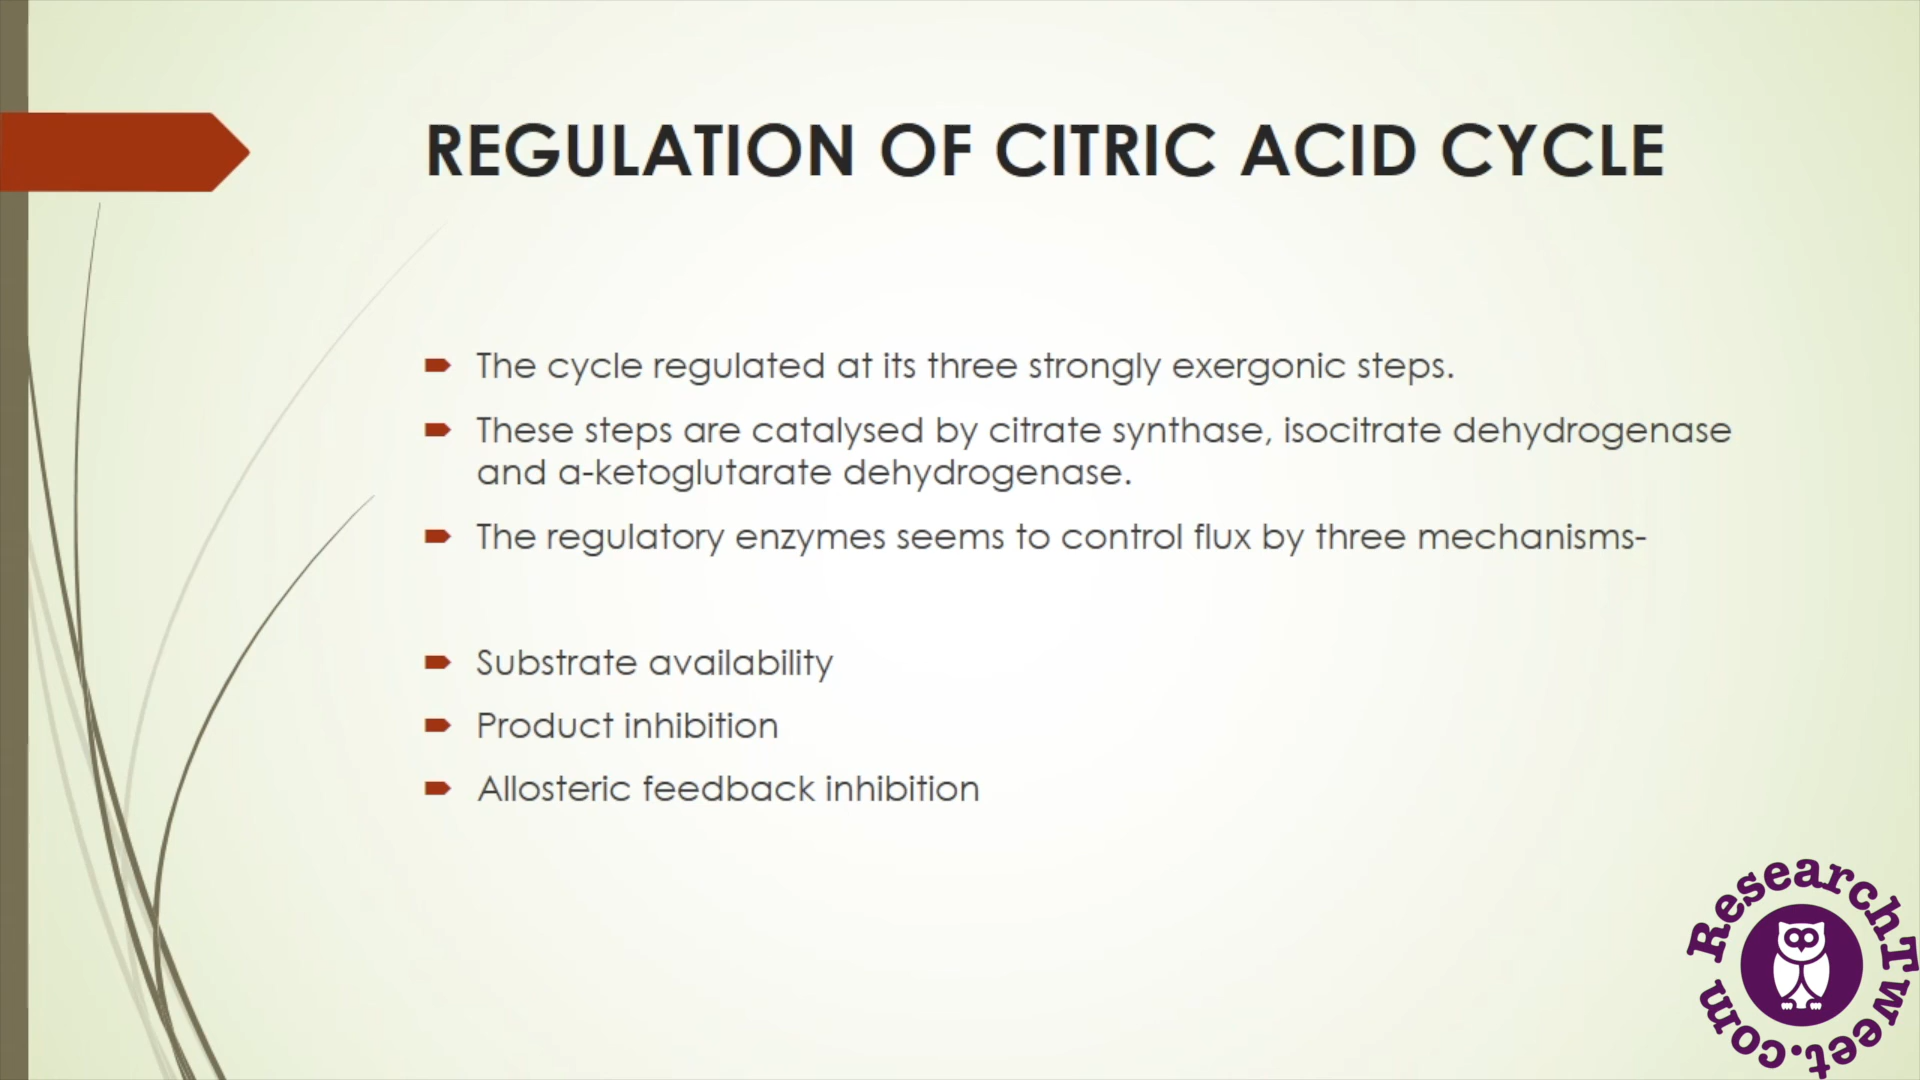 REGULATION OF CITRIC ACID CYCLE
The cycle regulated at its three strongly exergonic steps.
These steps are catalysed by citrate synthase, isocitrate dehydrogenase
and a-ketoglutarate dehydrogenase.
The regulatory enzymes seems to control flux by three mechanisms-
Substrate availability
Product inhibition
Allosteric feedback inhibition
ResearchTweet.com